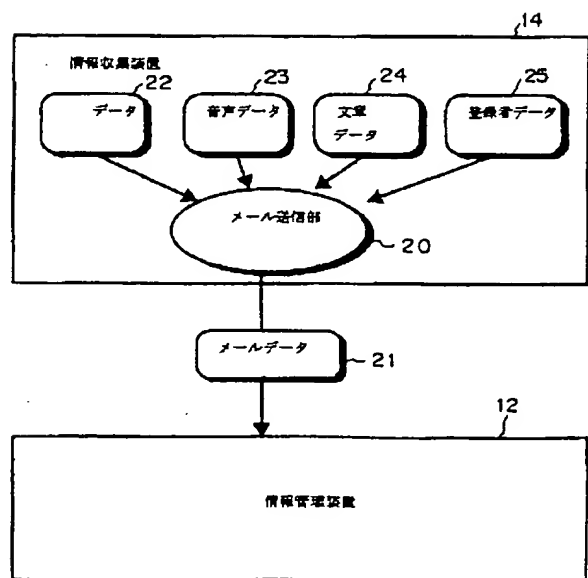 14
情報収集装置
22
23
24
25
データ
音声データ
文章
データ
登録者データ
メール送信部
20
メールデータ
21
12
情報管理装置